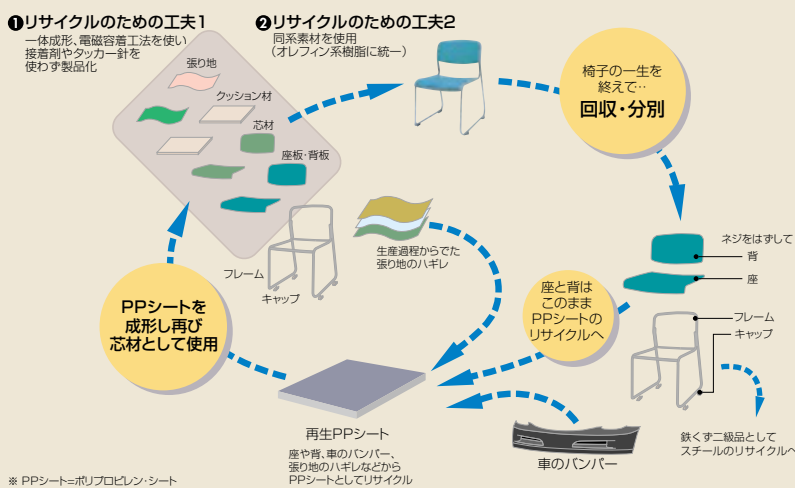 ❶リサイクルのための工夫1
一体成形、電磁容着工法を使い
接着剤やタッカー針を
使わず製品化
❷リサイクルのための工夫2
同系素材を使用
(オレフィン系樹脂に統一)
張り地
クッション材
芯材
座板・背板
フレーム
キャップ
椅子の一生を
終えて‥
回収・分別
ネジをはずして
背
座
フレーム
キャップ
生産過程からでた
張り地のハギレ
座と背は
このまま
PPシートの
リサイクルへ
PPシートを
成形し再び
芯材として使用
再生PPシート
座や背、車のバンパー、
張り地のハギレなどから
PPシートとしてリサイクル
車のバンパー
鉄くず二級品として
スチールのリサイクルへ
※ PPシート=ポリプロピレン・シート